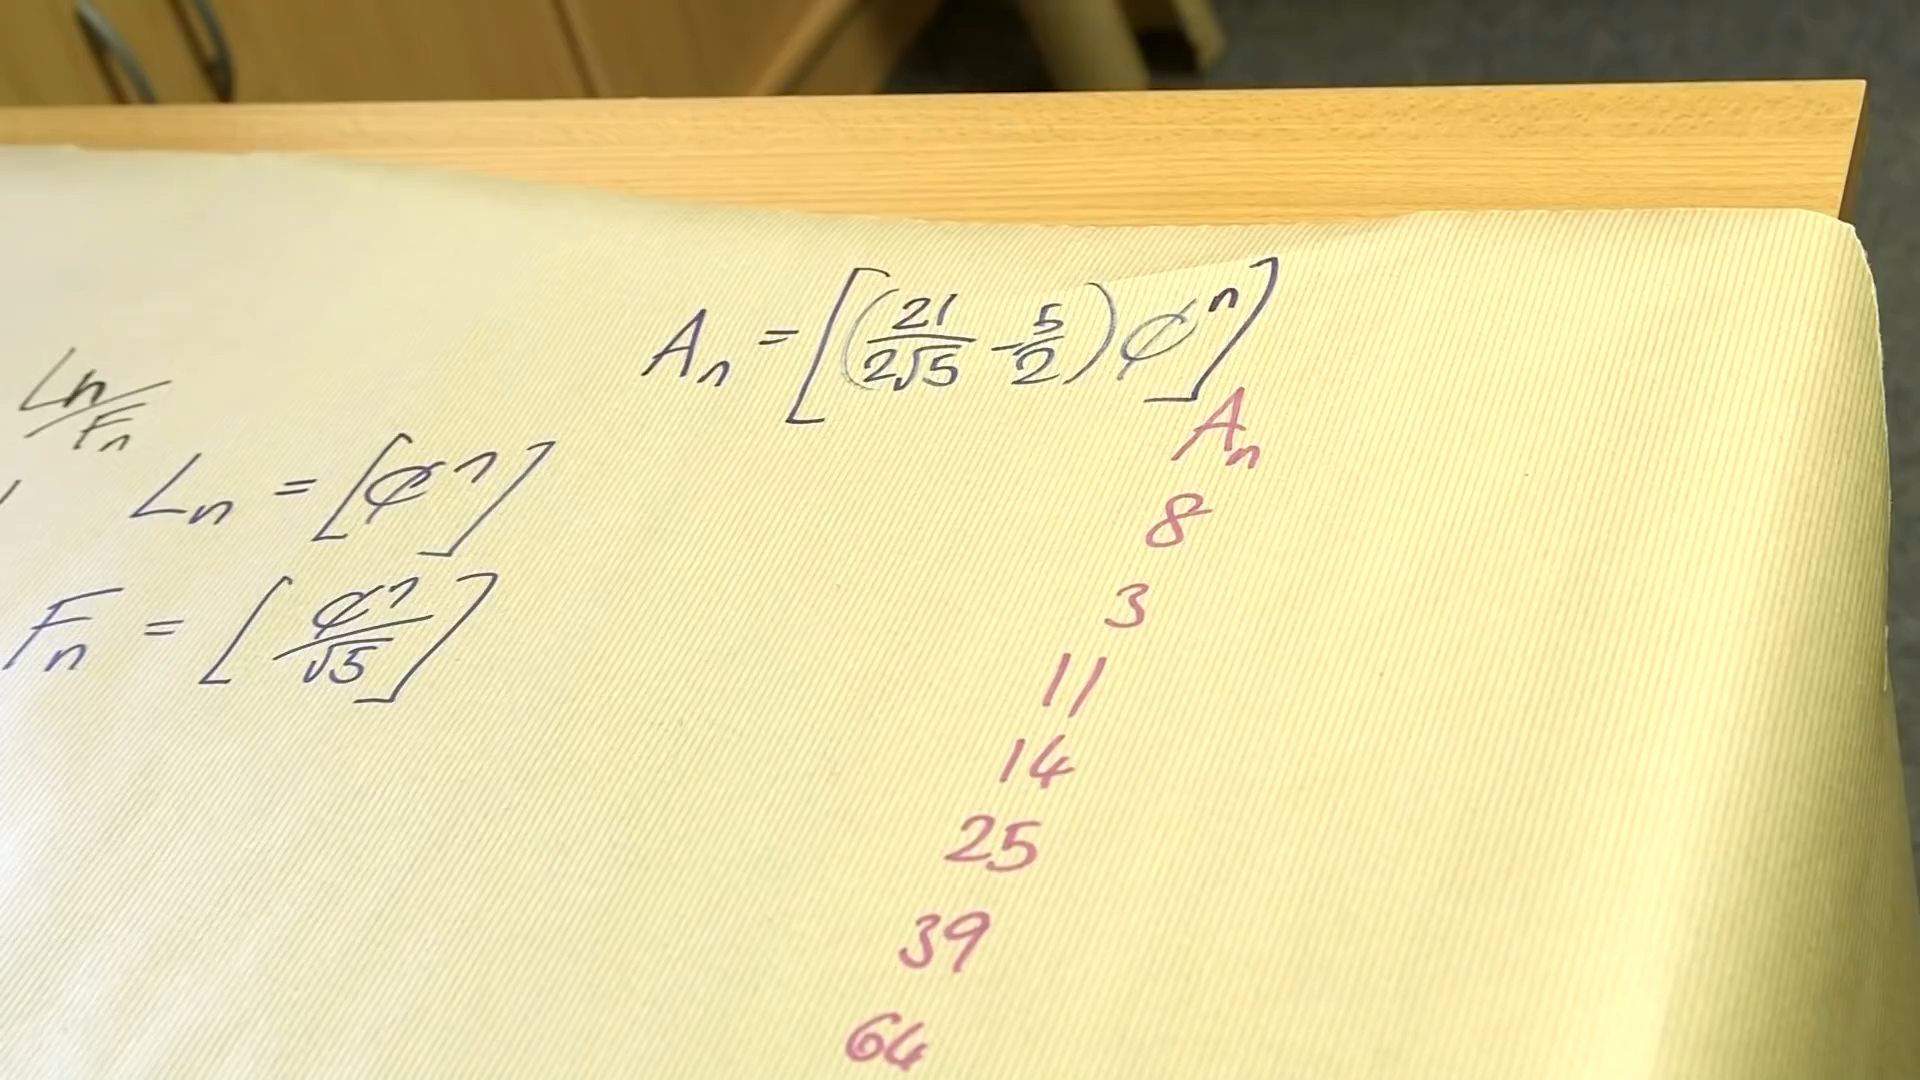 Aₙ = [(21/2√5 - 5/2)φⁿ]
Lₙ/Fₙ
Lₙ = [φⁿ]
Fₙ = [φⁿ/√5]
Aₙ
8
3
11
14
25
39
64